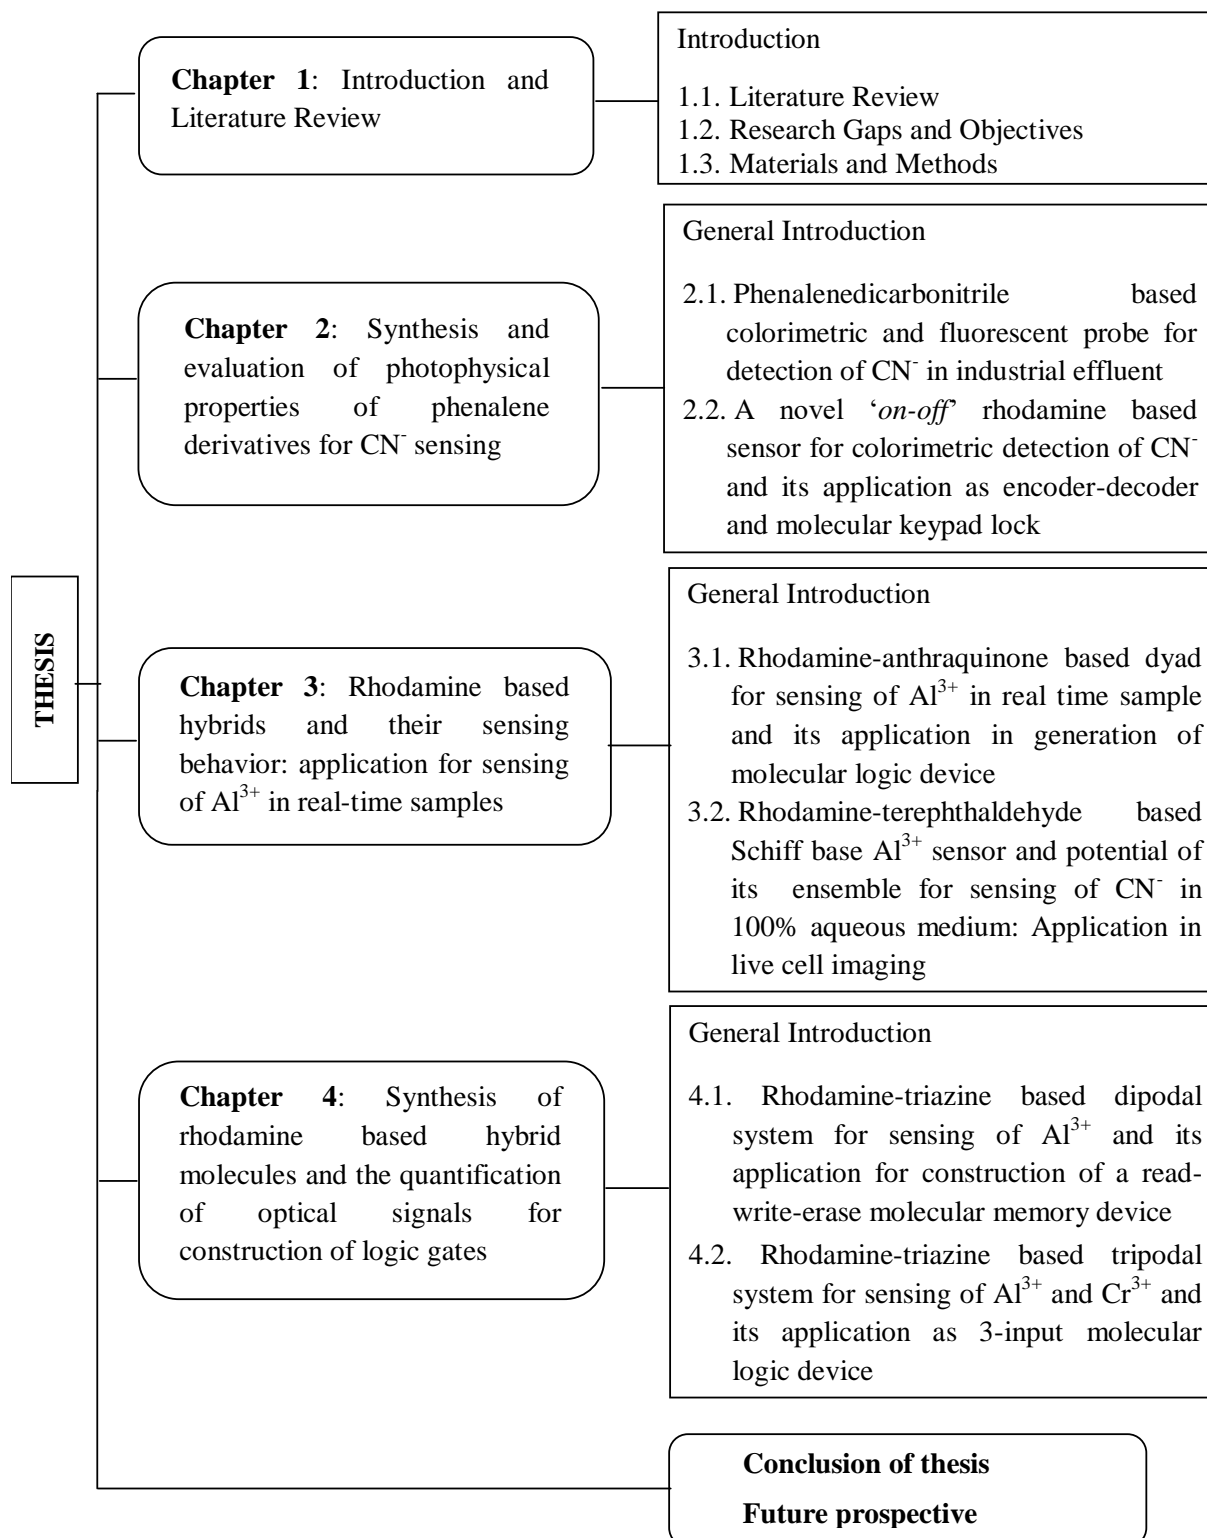 THESIS
Chapter 1: Introduction and
Literature Review
Introduction
1.1. Literature Review
1.2. Research Gaps and Objectives
1.3. Materials and Methods
Chapter 2: Synthesis and
evaluation of photophysical
properties of phenalene
derivatives for CN⁻ sensing
General Introduction
2.1. Phenalenedicarbonitrile based
colorimetric and fluorescent probe for
detection of CN⁻ in industrial effluent
2.2. A novel ‘on-off’ rhodamine based
sensor for colorimetric detection of CN⁻
and its application as encoder-decoder
and molecular keypad lock
Chapter 3: Rhodamine based
hybrids and their sensing
behavior: application for sensing
of Al³⁺ in real-time samples
General Introduction
3.1. Rhodamine-anthraquinone based dyad
for sensing of Al³⁺ in real time sample
and its application in generation of
molecular logic device
3.2. Rhodamine-terephthaldehyde based
Schiff base Al³⁺ sensor and potential of
its ensemble for sensing of CN⁻ in
100% aqueous medium: Application in
live cell imaging
Chapter 4: Synthesis of
rhodamine based hybrid
molecules and the quantification
of optical signals for
construction of logic gates
General Introduction
4.1. Rhodamine-triazine based dipodal
system for sensing of Al³⁺ and its
application for construction of a read-
write-erase molecular memory device
4.2. Rhodamine-triazine based tripodal
system for sensing of Al³⁺ and Cr³⁺ and
its application as 3-input molecular
logic device
Conclusion of thesis
Future prospective